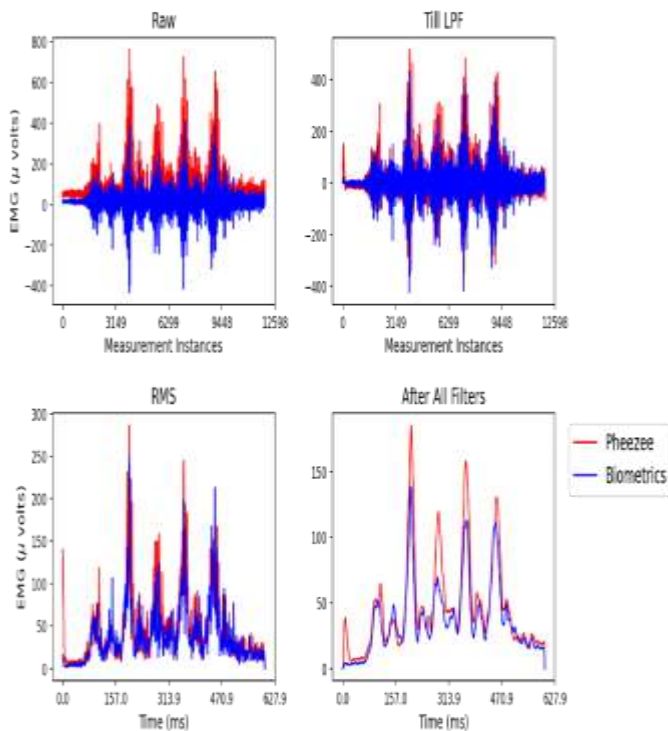 Raw
Till LPF
EMG (μ volts)
800
600
400
200
0
−200
−400
400
200
0
−200
−400
0 3149 6299 9448 12598
0 3149 6299 9448 12598
Measurement Instances
Measurement Instances
RMS
After All Filters
EMG (μ volts)
300
250
200
150
100
50
0
150
100
50
0
Pheezee
Biometrics
0.0 157.0 313.9 470.9 627.9
0.0 157.0 313.9 470.9 627.9
Time (ms)
Time (ms)